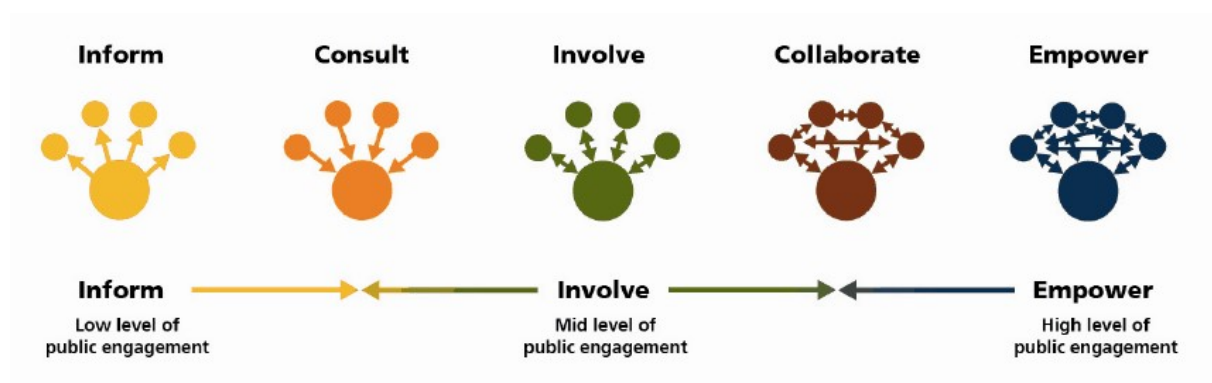 Inform
Consult
Involve
Collaborate
Empower
Inform
Involve
Empower
Low level of
public engagement
Mid level of
public engagement
High level of
public engagement